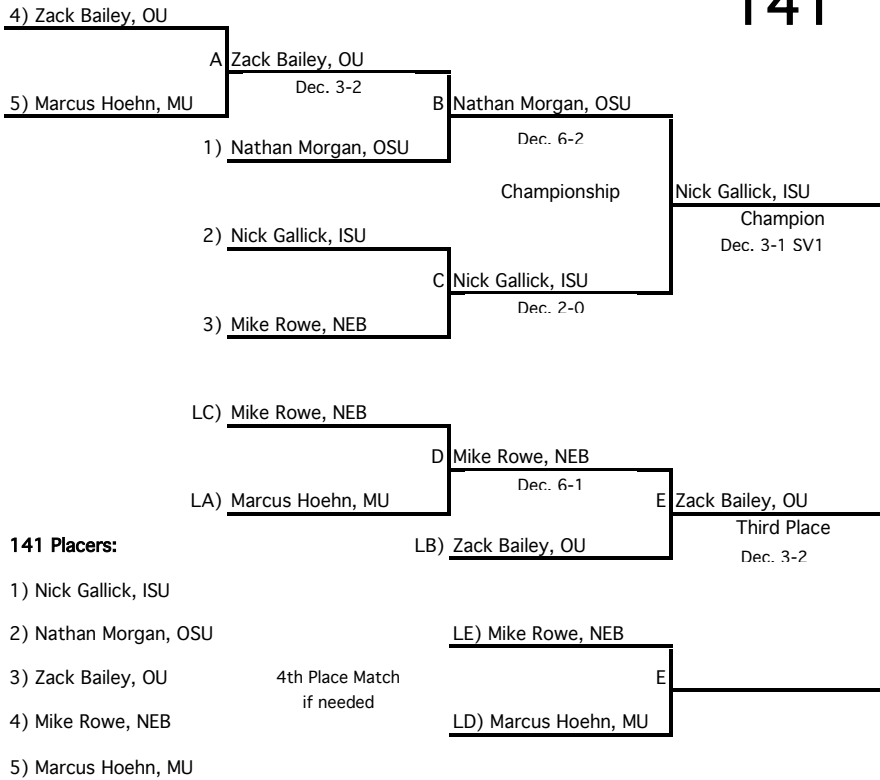 141
4) Zack Bailey, OU
A Zack Bailey, OU
Dec. 3-2
5) Marcus Hoehn, MU
B Nathan Morgan, OSU
Dec. 6-2
1) Nathan Morgan, OSU
Championship
Nick Gallick, ISU
Champion
Dec. 3-1 SV1
2) Nick Gallick, ISU
C Nick Gallick, ISU
Dec. 2-0
3) Mike Rowe, NEB
LC) Mike Rowe, NEB
D Mike Rowe, NEB
Dec. 6-1
LA) Marcus Hoehn, MU
E Zack Bailey, OU
Third Place
Dec. 3-2
LB) Zack Bailey, OU
141 Placers:
1) Nick Gallick, ISU
2) Nathan Morgan, OSU
3) Zack Bailey, OU
4) Mike Rowe, NEB
5) Marcus Hoehn, MU
4th Place Match
if needed
LE) Mike Rowe, NEB
E
LD) Marcus Hoehn, MU